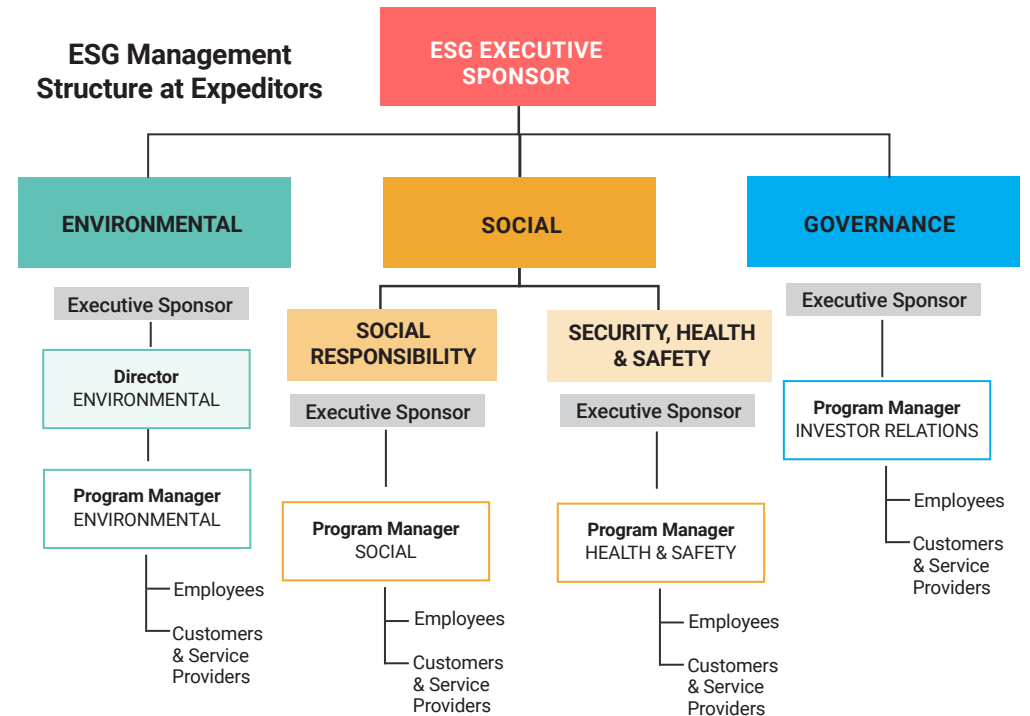 ESG Management
Structure at Expeditors
ESG EXECUTIVE
SPONSOR
ENVIRONMENTAL
Executive Sponsor
Director
ENVIRONMENTAL
Program Manager
ENVIRONMENTAL
Employees
Customers
& Service
Providers
SOCIAL
SOCIAL
RESPONSIBILITY
Executive Sponsor
Program Manager
SOCIAL
Employees
Customers
& Service
Providers
SECURITY, HEALTH
& SAFETY
Executive Sponsor
Program Manager
HEALTH & SAFETY
Employees
Customers
& Service
Providers
GOVERNANCE
Executive Sponsor
Program Manager
INVESTOR RELATIONS
Employees
Customers
& Service
Providers